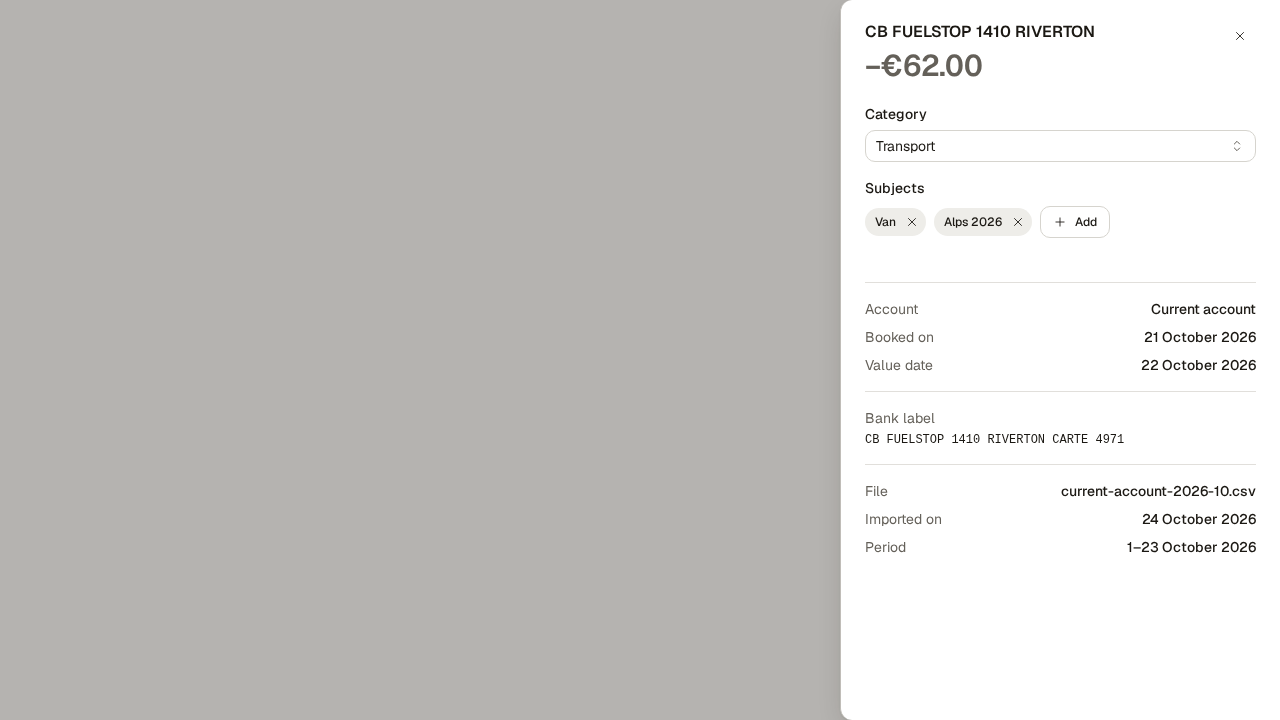 CB FUELSTOP 1410 RIVERTON
−€62.00
Category
Transport
Subjects
Van
Alps 2026
Add
Account Current account
Booked on 21 October 2026
Value date 22 October 2026
Bank label
CB FUELSTOP 1410 RIVERTON CARTE 4971
File current-account-2026-10.csv
Imported on 24 October 2026
Period 1–23 October 2026